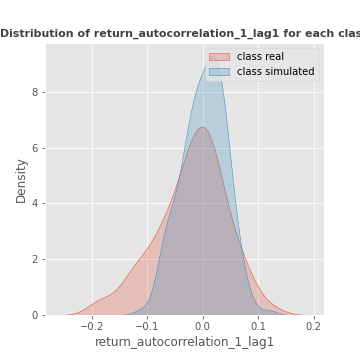 Distribution of return_autocorrelation_1_lag1 for each clas
class real
class simulated
8
6
4
2
0
Density
−0.2
−0.1
0.0
0.1
0.2
return_autocorrelation_1_lag1